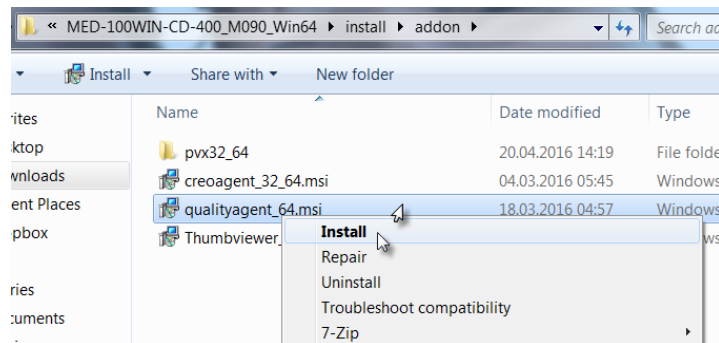 « MED-100WIN-CD-400_M090_Win64 ▸ install ▸ addon ▸ Search ad
Install Share with New folder
Name Date modified Type
rites
ktop
wnloads
ent Places
pbox
ries
cuments
pvx32_64 20.04.2016 14:19 File folde
creoagent_32_64.msi 04.03.2016 05:45 Windows
qualityagent_64.msi 18.03.2016 04:57 Windows
Thumbviewer_ ws
Install
Repair
Uninstall
Troubleshoot compatibility
7-Zip